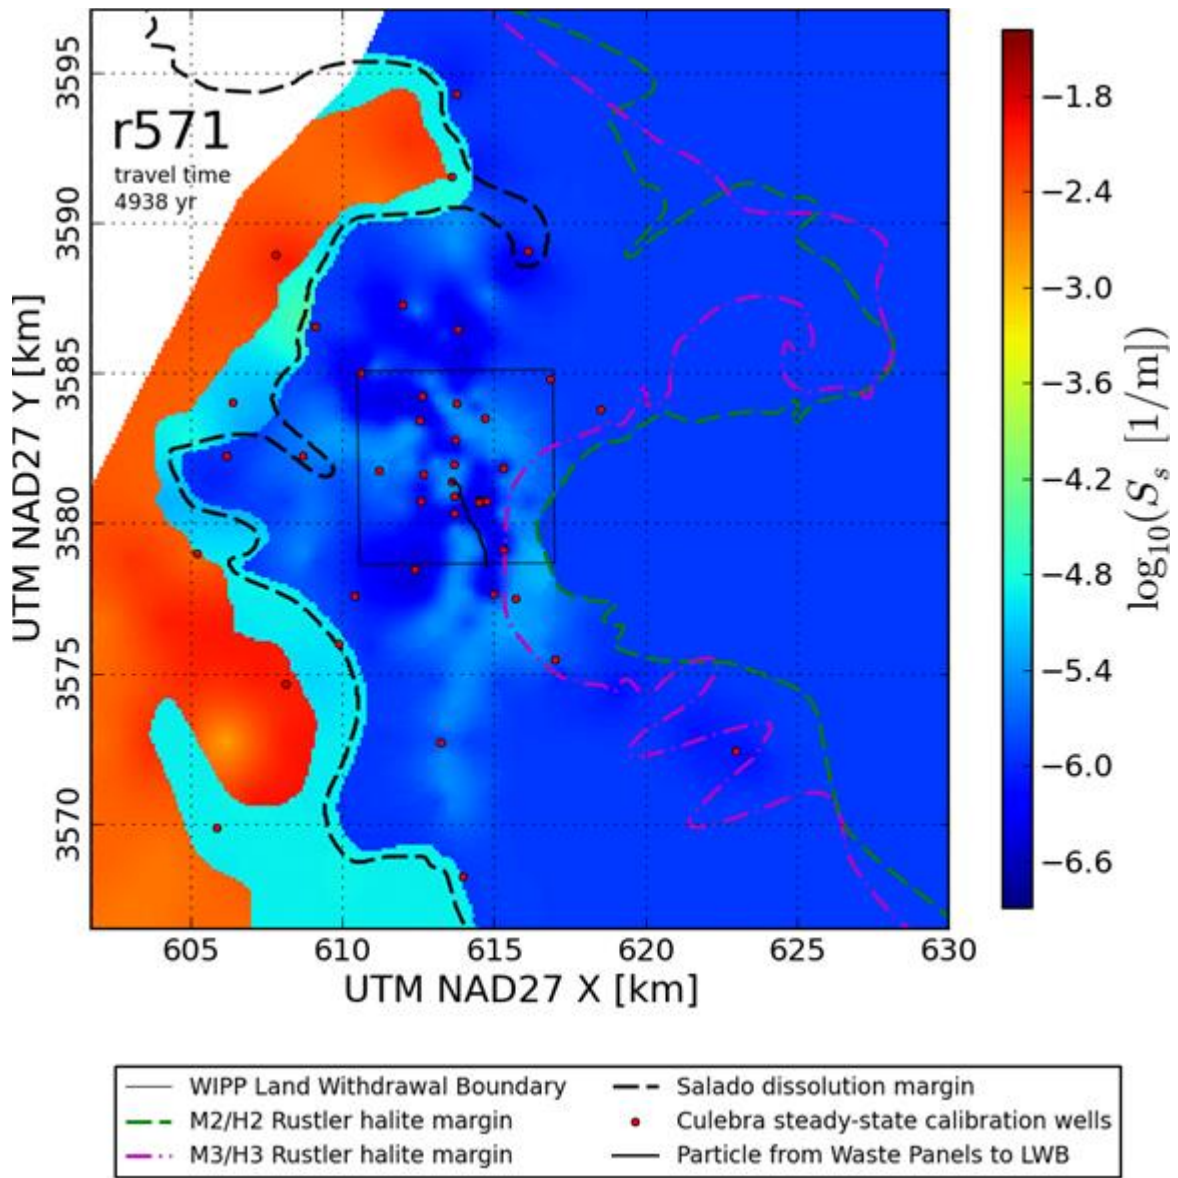 r571
travel time
4938 yr
3595
3590
3585
3580
3575
3570
UTM NAD27 Y [km]
605 610 615 620 625 630
UTM NAD27 X [km]
−1.8
−2.4
−3.0
−3.6
−4.2
−4.8
−5.4
−6.0
−6.6
log₁₀(Sₛ [1/m])
WIPP Land Withdrawal Boundary
M2/H2 Rustler halite margin
M3/H3 Rustler halite margin
Salado dissolution margin
Culebra steady-state calibration wells
Particle from Waste Panels to LWB